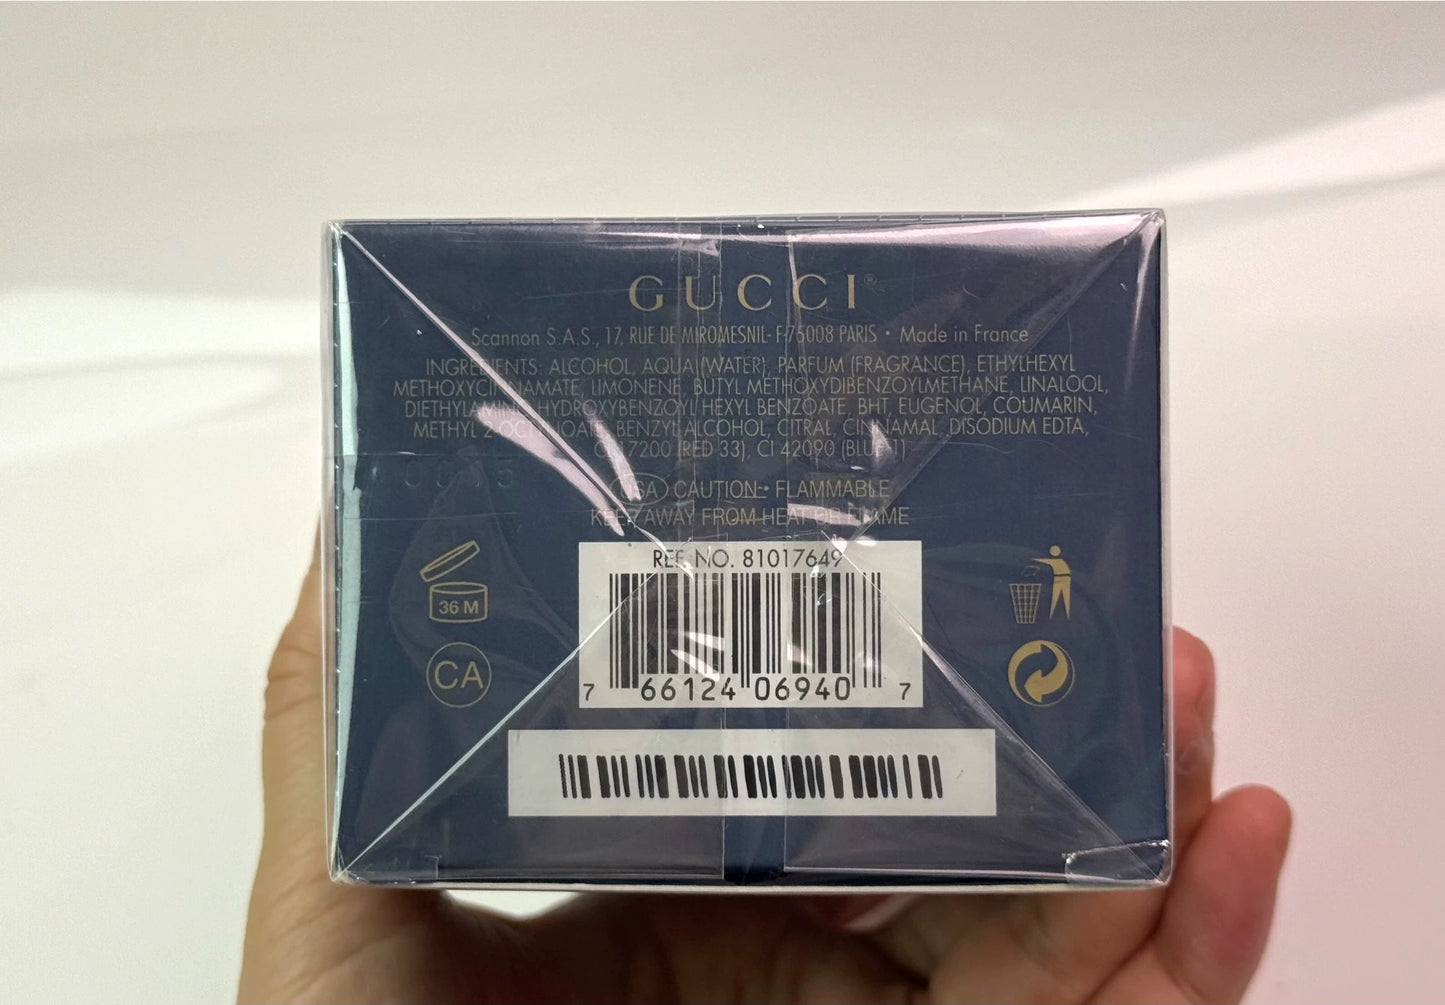 GUCCI®
Scannon S.A.S., 17, RUE DE MIROMESNIL - F-75008 PARIS • Made in France
INGREDIENTS: ALCOHOL, AQUA (WATER), PARFUM (FRAGRANCE), ETHYLHEXYL
METHOXYCINNAMATE, LIMONENE, BUTYL METHOXYDIBENZOYLMETHANE, LINALOOL,
DIETHYLAMINO HYDROXYBENZOYL HEXYL BENZOATE, BHT, EUGENOL, COUMARIN,
METHYL 2-OCTYNOATE, BENZYL ALCOHOL, CITRAL, CINNAMAL, DISODIUM EDTA,
CI 17200 (RED 33), CI 42090 (BLUE 1)
USA CAUTION • FLAMMABLE
KEEP AWAY FROM HEAT OR FLAME
REF. NO. 81017649
36 M
CA
7 66124 06940 7